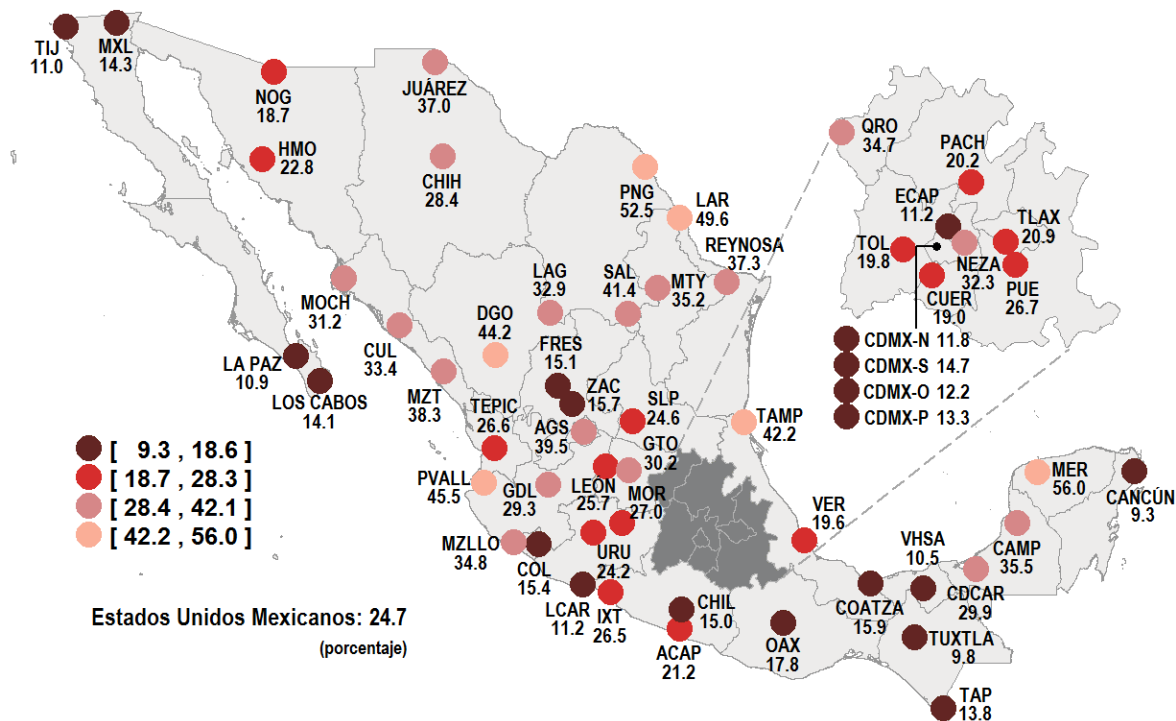 TIJ
11.0
MXL
14.3
NOG
18.7
HMO
22.8
JUÁREZ
37.0
CHIH
28.4
PNG
52.5
LAR
49.6
REYNOSA
37.3
MOCH
31.2
LAG
32.9
SAL
41.4
MTY
35.2
LA PAZ
10.9
LOS CABOS
14.1
CUL
33.4
DGO
44.2
MZT
38.3
FRES
15.1
ZAC
15.7
SLP
24.6
TAMP
42.2
TEPIC
26.6
AGS
39.5
GTO
30.2
PVALL
45.5
GDL
29.3
LEÓN
25.7
MOR
27.0
MZLLO
34.8
COL
15.4
URU
24.2
LCAR
11.2
IXT
26.5
CHIL
15.0
ACAP
21.2
OAX
17.8
VER
19.6
COATZA
15.9
VHSA
10.5
CDCAR
29.9
TUXTLA
9.8
TAP
13.8
CAMP
35.5
MER
56.0
CANCÚN
9.3
QRO
34.7
PACH
20.2
ECAP
11.2
TLAX
20.9
TOL
19.8
NEZA
32.3
PUE
26.7
CUER
19.0
CDMX-N 11.8
CDMX-S 14.7
CDMX-O 12.2
CDMX-P 13.3
[ 9.3 , 18.6 ]
[ 18.7 , 28.3 ]
[ 28.4 , 42.1 ]
[ 42.2 , 56.0 ]
Estados Unidos Mexicanos: 24.7
(porcentaje)